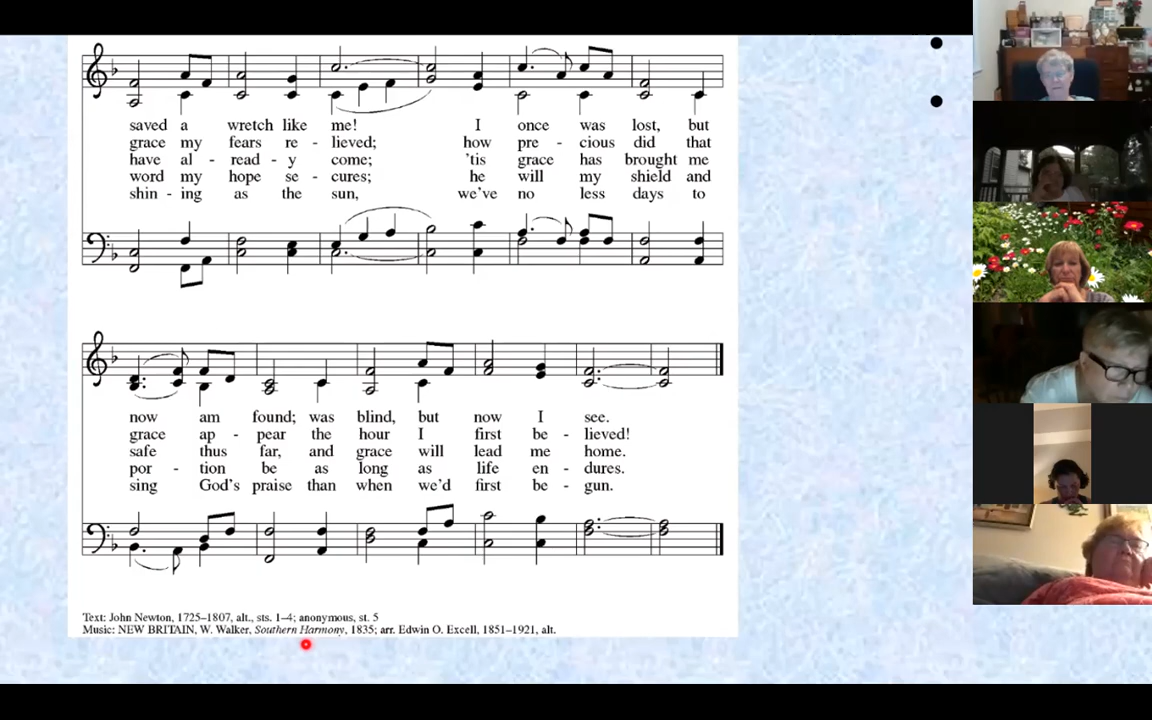 saved a wretch like me! I once was lost, but
grace my fears re - lieved; how pre - cious did that
have al - read - y come; 'tis grace has brought me
word my hope se - cures; he will my shield and
shin - ing as the sun, we've no less days to
now am found; was blind, but now I see.
grace ap - pear the hour I first be - lieved!
safe thus far, and grace will lead me home.
por - tion be as long as life en - dures.
sing God's praise than when we'd first be - gun.
Text: John Newton, 1725–1807, alt., sts. 1–4; anonymous, st. 5
Music: NEW BRITAIN, W. Walker, Southern Harmony, 1835; arr. Edwin O. Excell, 1851–1921, alt.